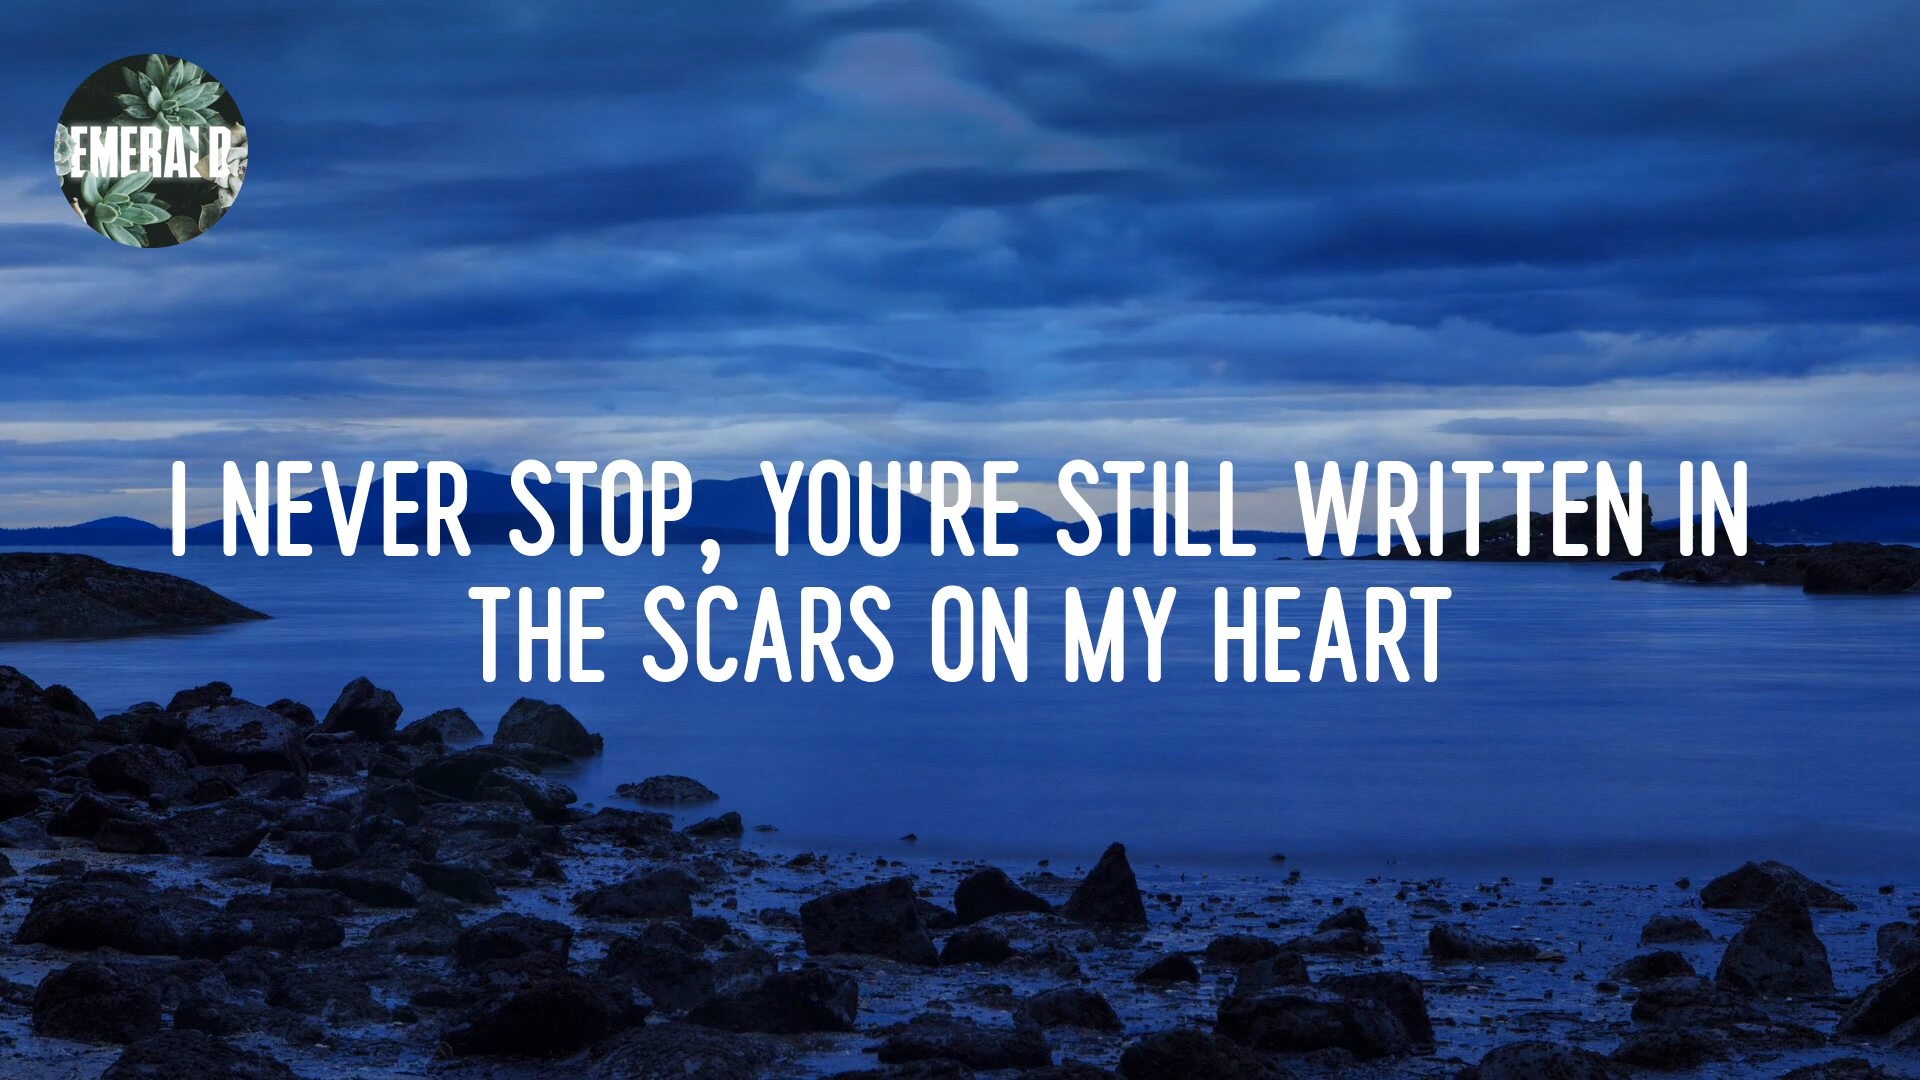 EMERALD
I NEVER STOP, YOU'RE STILL WRITTEN IN
THE SCARS ON MY HEART